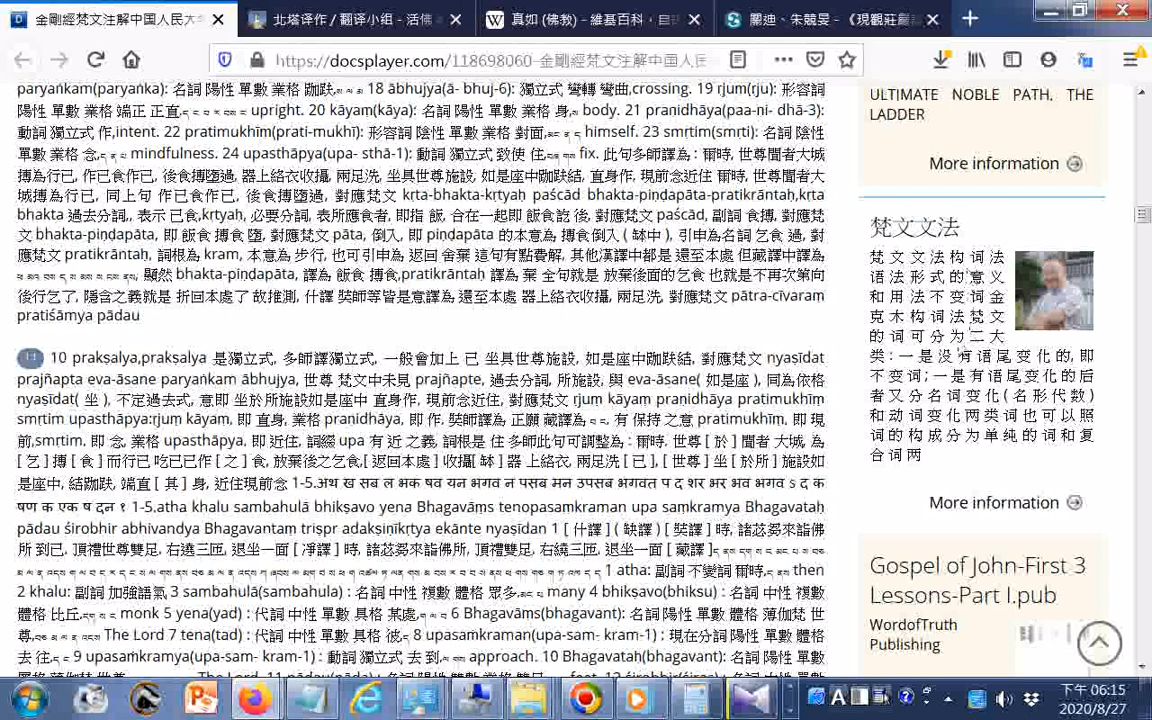 金剛經梵文注解中国人民大
北塔译作 / 翻译小组 - 活佛
真如 (佛教) - 維基百科，自
關迪、朱競旻 - 《現觀莊嚴
https://docsplayer.com/118698060-金剛經梵文注解中国人民
paryaṅkam(paryaṅka): 名詞 陽性 單數 業格 跏趺, 18 ābhujya(ā- bhuj-6): 獨立式 彎轉 彎曲,crossing. 19 rjum(rju): 形容詞
陽性 單數 業格 端正 正直, upright. 20 kāyam(kāya): 名詞 陽性 單數 業格 身, body. 21 pranidhāya(paa-ni- dhā-3):
動詞 獨立式 作,intent. 22 pratimukhīm(prati-mukhi): 形容詞 陰性 單數 業格 對面, himself. 23 smrtim(smrti): 名詞 陰性
單數 業格 念, mindfulness. 24 upasthāpya(upa- sthā-1): 動詞 獨立式 致使 住, fix. 此句多師譯為: 爾時, 世尊聞者大城
搏為行已, 作已食作已, 後食搏墮過, 器上絡衣收攝, 兩足洗, 坐具世尊施設, 如是座中跏趺結, 直身作, 現前念近住 爾時, 世尊聞者大
城搏為行已, 同上句 作已食作已, 後食搏墮過, 對應梵文 kṛta-bhakta-kṛtyaḥ paścād bhakta-piṇḍapāta-pratikrāntaḥ,kṛta
bhakta 過去分詞,, 表示 已食,kṛtyaḥ, 必要分詞, 表所應食者, 即指 飯, 合在一起即 飯食訖 後, 對應梵文 paścād, 副詞 食搏, 對應梵
文 bhakta-piṇḍapāta, 即 飯食 搏食 墮, 對應梵文 pāta, 倒入, 即 piṇḍapāta 的本意為 搏食倒入 ( 缽中 ), 引申為名詞 乞食 過, 對
應梵文 pratikrāntaḥ, 詞根為 kram, 本意為 步行, 也可引申為, 返回 舍棄 這句有點費解, 其他漢譯中都是 還至本處 但藏譯中譯為,
顯然 bhakta-piṇḍapāta, 譯為 飯食 搏食,pratikrāntaḥ 譯為 棄 全句就是 放棄後面的乞食 也就是不再次第向
後行乞了, 隱含之義就是 折回本處了 故推測, 什譯 奘師等皆是意譯為 還至本處 器上絡衣收攝, 兩足洗, 對應梵文 pātra-cīvaraṃ
pratiśāmya pādau
11 10 prakṣalya,prakṣalya 是獨立式, 多師譯獨立式, 一般會加上 已 坐具世尊施設, 如是座中跏趺結, 對應梵文 nyaṣīdat
prajñapta eva-āsane paryaṅkam ābhujya, 世尊 梵文中未見 prajñapte, 過去分詞, 所施設, 與 eva-āsane( 如是座 ), 同為依格
nyaṣīdat( 坐 ), 不定過去式, 意即 坐於所施設如是座中 直身作, 現前念近住, 對應梵文 ṛjuṃ kāyaṃ praṇidhāya pratimukhīṃ
smṛtim upasthāpya:ṛjuṃ kāyaṃ, 即 直身, 業格 praṇidhāya, 即 作. 奘師譯為 正願 藏譯為, 有 保持 之意 pratimukhīm, 即 現
前,smṛtim, 即 念, 業格 upasthāpya, 即 近住, 詞綴 upa 有 近 之義, 詞根是 住 多師此句可調整為: 爾時. 世尊 [ 於 ] 聞者 大城, 為
[ 乞 ] 搏 [ 食 ] 而行已 吃已已作 [ 之 ] 食, 放棄後之乞食,[ 返回本處 ] 收攝[ 缽 ] 器 上絡衣, 兩足洗 [ 已 ], [ 世尊 ] 坐 [ 於所 ] 施設如
是座中, 結跏趺, 端直 [ 其 ] 身, 近住現前念 1-5.
1-5.atha khalu sambahulā bhikṣavo yena Bhagavāṃs tenopasaṃkraman upa saṃkramya Bhagavataḥ
pādau śirobhir abhivandya Bhagavantaṃ triṣpr adakṣiṇīkṛtya ekānte nyaṣīdan 1 [ 什譯 ] ( 缺譯 ) [ 奘譯 ] 時, 諸苾芻來詣佛
所 到已, 頂禮世尊雙足, 右遶三匝, 退坐一面 [ 淨譯 ] 時, 諸苾芻來詣佛所, 頂禮雙足, 右繞三匝, 退坐一面 [ 藏譯 ]
1 atha: 副詞 不變詞 爾時, then
2 khalu: 副詞 加強語氣 3 sambahulā(sambahula) : 名詞 中性 複數 體格 眾多, many 4 bhikṣavo(bhiksu) : 名詞 中性 複數
體格 比丘, monk 5 yena(yad) : 代詞 中性 單數 具格 某處, 6 Bhagavāms(bhagavant): 名詞 陽性 單數 體格 薄伽梵 世
尊, The Lord 7 tena(tad) : 代詞 中性 單數 具格 彼, 8 upasaṃkraman(upa-sam- kram-1) : 現在分詞 陽性 單數 體格
去 往, 9 upasaṃkramya(upa-sam- kram-1) : 動詞 獨立式 去 到, approach. 10 Bhagavataḥ(bhagavant): 名詞 陽性 單數
ULTIMATE NOBLE PATH, THE
LADDER
More information
梵文文法
梵文文法构词法
语法形式的意义
和用法不变词金
克木构词法梵文
的词可分为二大
类: 一是没有语尾变化的, 即
不变词; 一是有语尾变化的后
者又分名词变化(名形代数)
和动词变化两类词也可以照
词的构成分为单纯的词和复
合词两
More information
Gospel of John-First 3
Lessons-Part I.pub
WordofTruth
Publishing
下午 06:15
2020/8/27